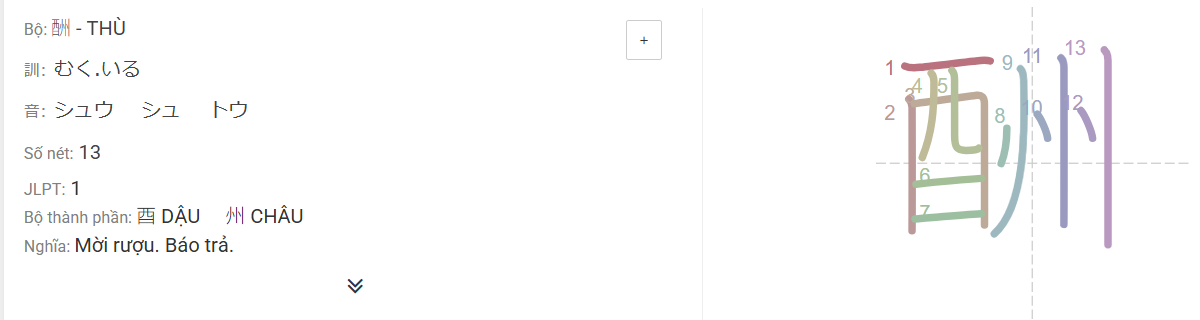 Bộ: 酬 - THÙ
+
訓: むく.いる
音: シュウ シュ トウ
Số nét: 13
JLPT: 1
Bộ thành phần: 酉 DẬU 州 CHÂU
Nghĩa: Mời rượu. Báo trả.
酬
1
2
3
4
5
6
7
8
9
10
11
12
13